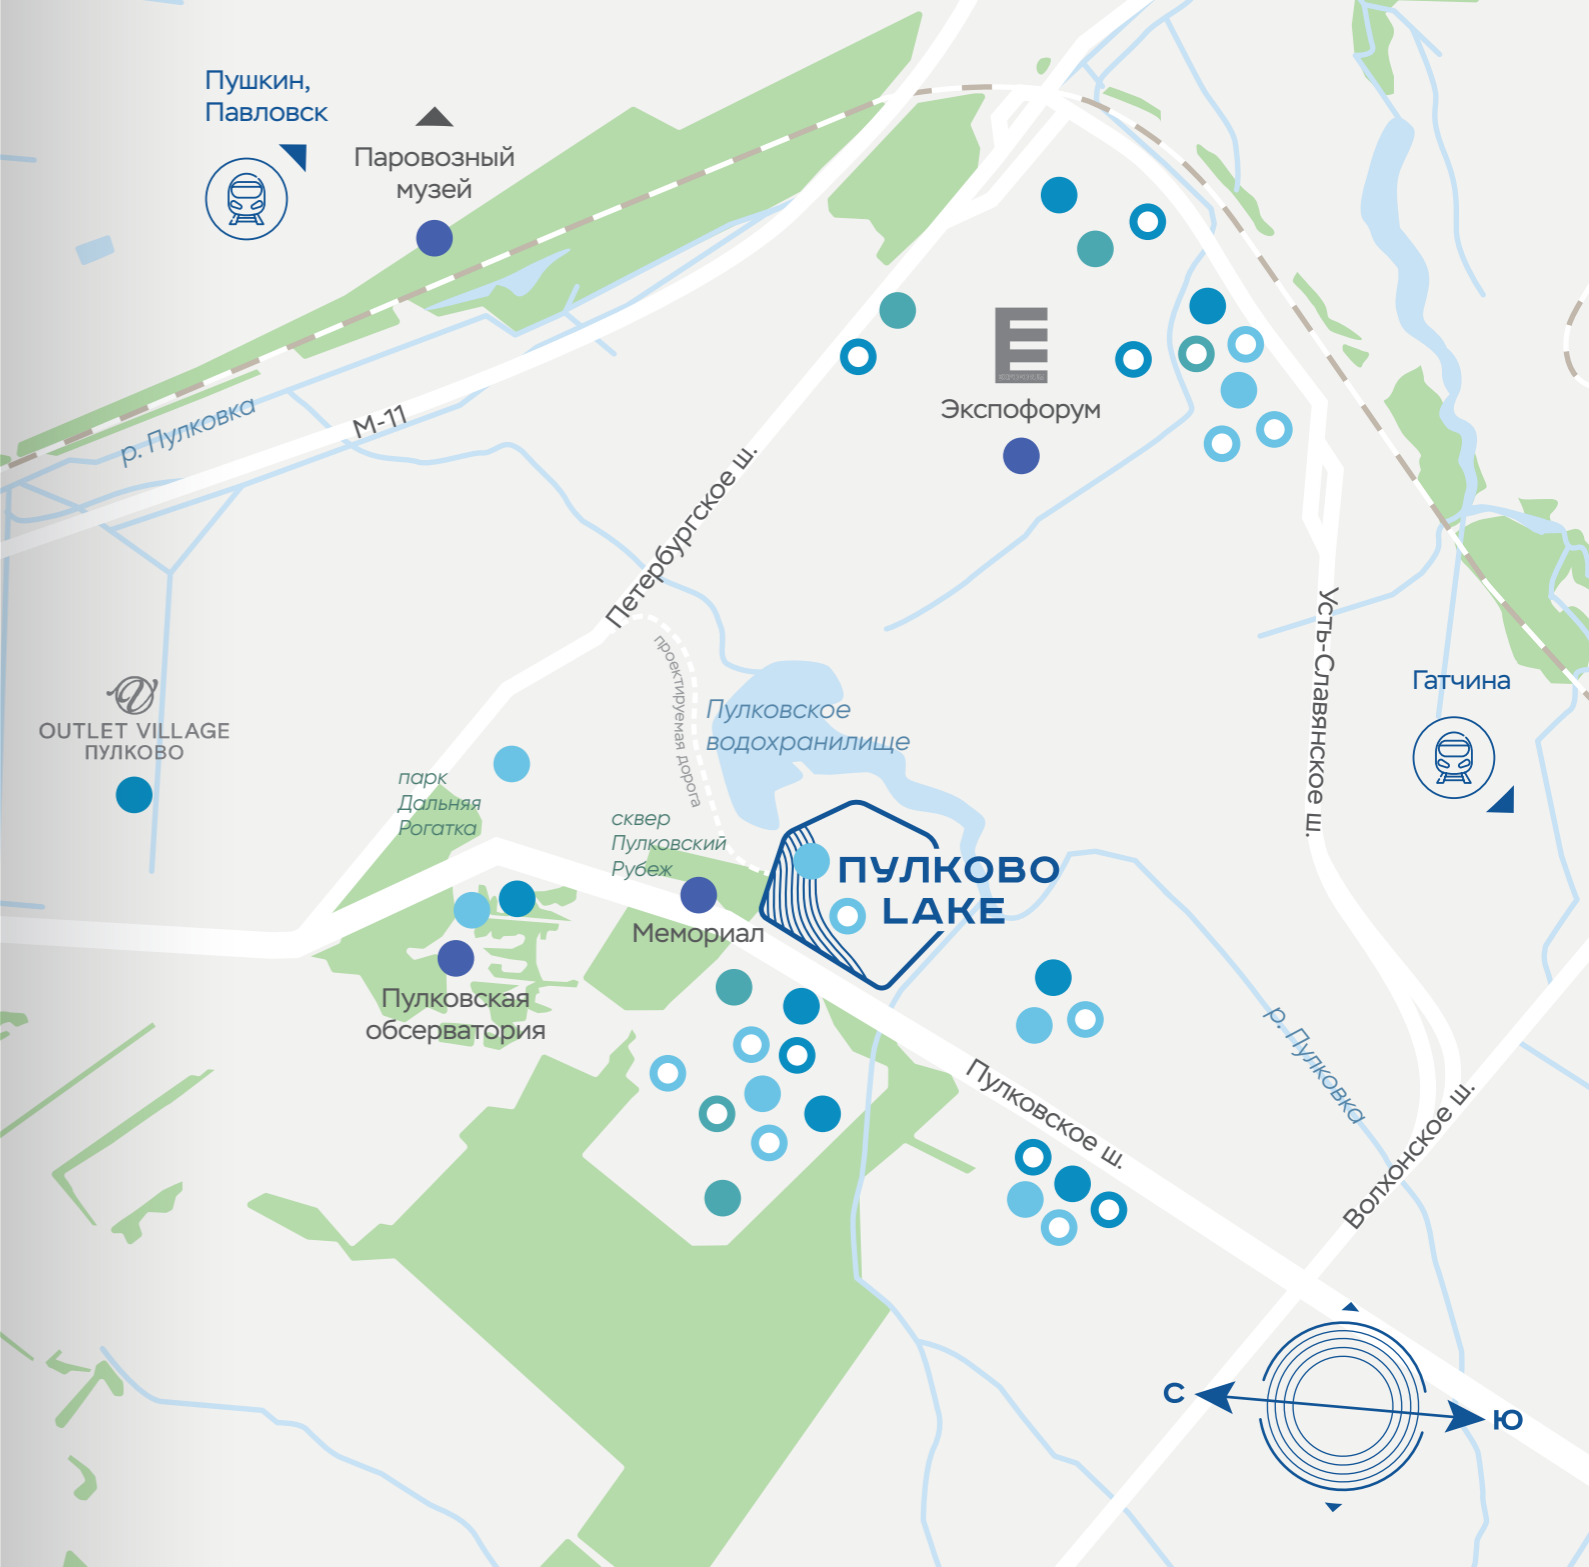 Пушкин,
Павловск
Паровозный
музей
р. Пулковка
М-11
Петербургское ш.
Экспофорум
Усть-Славянское ш.
Гатчина
OUTLET VILLAGE
ПУЛКОВО
проектируемая дорога
Пулковское
водохранилище
парк
Дальняя
Рогатка
сквер
Пулковский
Рубеж
ПУЛКОВО
LAKE
Мемориал
Пулковская
обсерватория
Пулковское ш.
р. Пулковка
Волхонское ш.
С
Ю